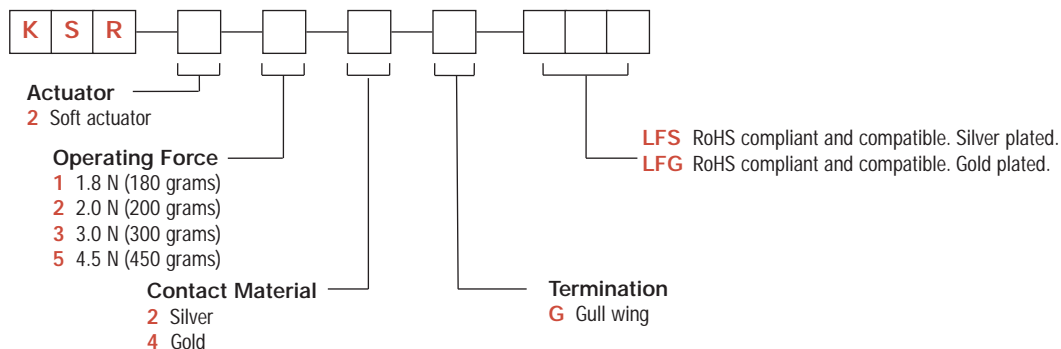 K S R
Actuator
2 Soft actuator
Operating Force
1 1.8 N (180 grams)
2 2.0 N (200 grams)
3 3.0 N (300 grams)
5 4.5 N (450 grams)
Contact Material
2 Silver
4 Gold
Termination
G Gull wing
LFS RoHS compliant and compatible. Silver plated.
LFG RoHS compliant and compatible. Gold plated.